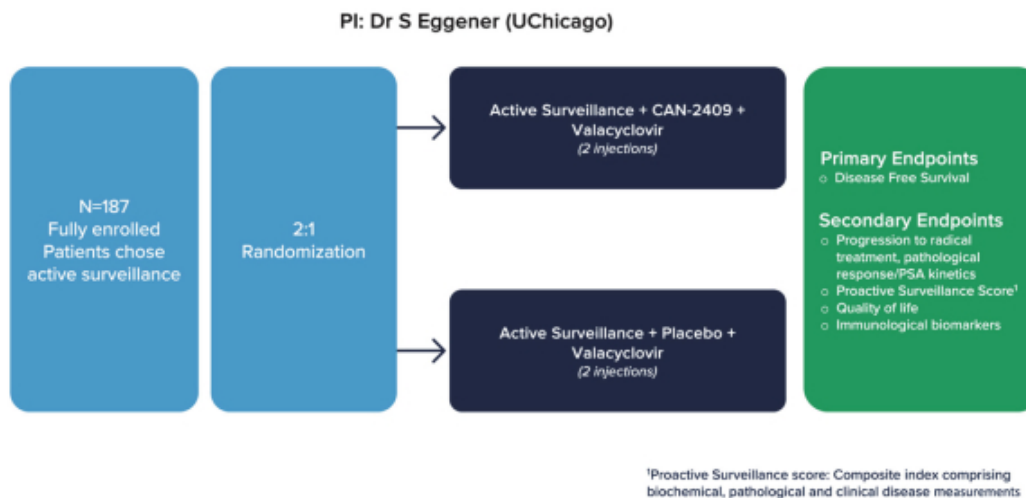 PI: Dr S Eggener (UChicago)
N=187
Fully enrolled
Patients chose
active surveillance
2:1
Randomization
Active Surveillance + CAN-2409 +
Valacyclovir
(2 injections)
Active Surveillance + Placebo +
Valacyclovir
(2 injections)
Primary Endpoints
o Disease Free Survival
Secondary Endpoints
o Progression to radical
treatment, pathological
response/PSA kinetics
o Proactive Surveillance Score¹
o Quality of life
o Immunological biomarkers
¹Proactive Surveillance score: Composite index comprising
biochemical, pathological and clinical disease measurements